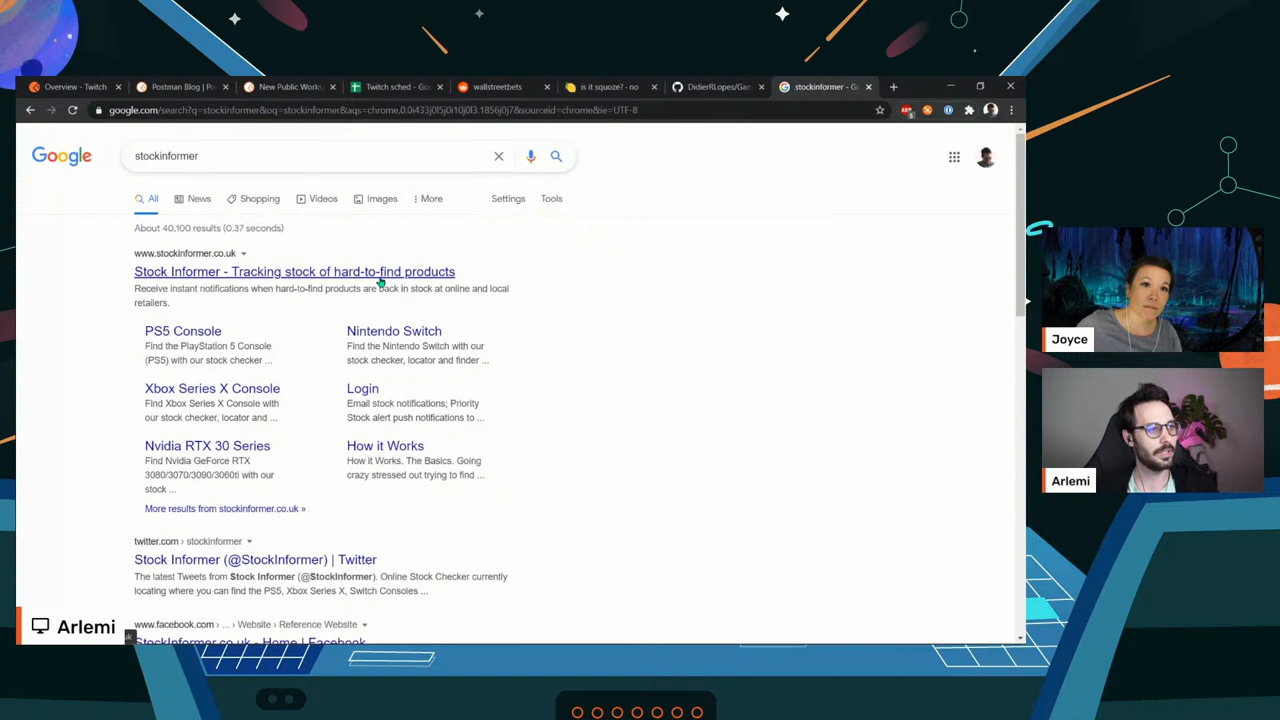 Overview - Twitch
Postman Blog | Po
New Public Works
Twitch sched - Goo
wallstreetbets
is it squoze? - no
DidierRLopes/Gam
stockinformer - G
google.com/search?q=stockinformer&oq=stockinformer&aqs=chrome.0.0i433j0l5j0i10j0l3.1856j0j7&sourceid=chrome&ie=UTF-8
Google
stockinformer
All
News
Shopping
Videos
Images
More
Settings
Tools
About 40,100 results (0.37 seconds)
www.stockinformer.co.uk
Stock Informer - Tracking stock of hard-to-find products
Receive instant notifications when hard-to-find products are back in stock at online and local
retailers.
PS5 Console
Find the PlayStation 5 Console
(PS5) with our stock checker ...
Nintendo Switch
Find the Nintendo Switch with our
stock checker, locator and finder ...
Xbox Series X Console
Find Xbox Series X Console with
our stock checker, locator and ...
Login
Email stock notifications; Priority
Stock alert push notifications to ...
Nvidia RTX 30 Series
Find Nvidia GeForce RTX
3080/3070/3090/3060ti with our
stock ...
How it Works
How it Works. The Basics. Going
crazy stressed out trying to find ...
More results from stockinformer.co.uk »
twitter.com › stockinformer
Stock Informer (@StockInformer) | Twitter
The latest Tweets from Stock Informer (@StockInformer). Online Stock Checker currently
locating where you can find the PS5, Xbox Series X, Switch Consoles ...
www.facebook.com › ... › Website › Reference Website
StockInformer.co.uk - Home | Facebook
Arlemi
Joyce
Arlemi